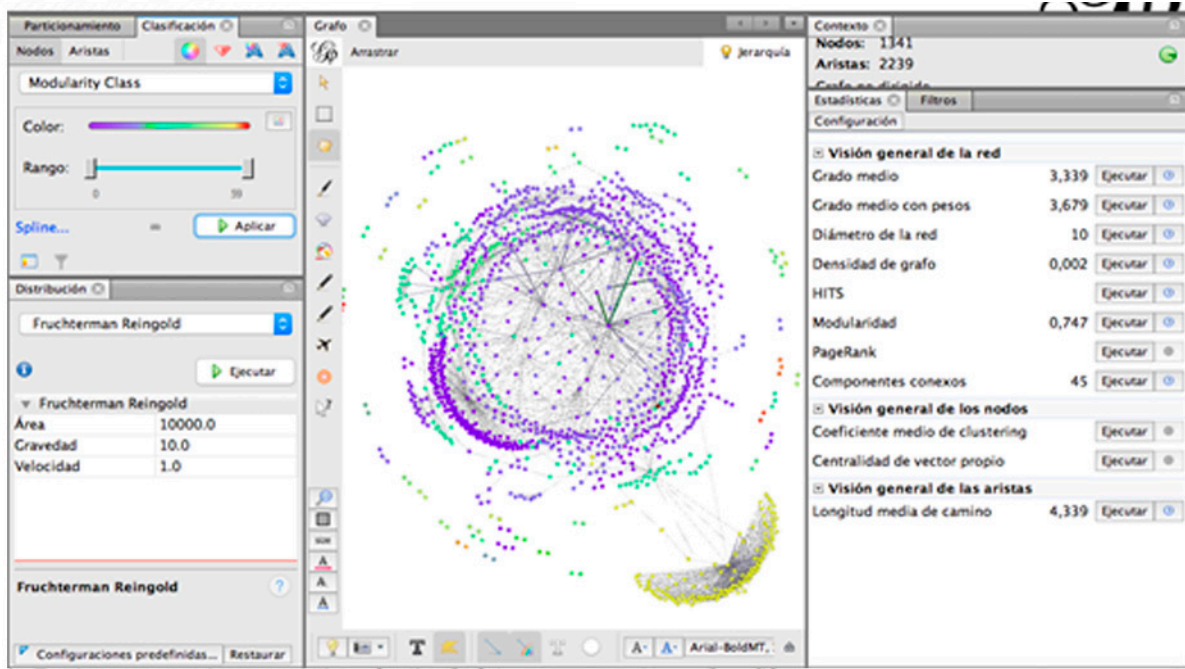 Particionamiento Clasificación
Nodos Aristas
Modularity Class
Color:
Rango:
0 59
Spline... Aplicar
Distribución
Fruchterman Reingold
Ejecutar
Fruchterman Reingold
Área 10000.0
Gravedad 10.0
Velocidad 1.0
Fruchterman Reingold
?
Configuraciones predefinidas... Restaurar
Grafo
Arrastrar Jerarquía
SIZE
A
A
A
T T A- A- Arial-BoldMT,
Contexto
Nodos: 1341
Aristas: 2239
Grafo no dirigido
Estadísticas Filtros
Configuración
Visión general de la red
Grado medio 3,339 Ejecutar
Grado medio con pesos 3,679 Ejecutar
Diámetro de la red 10 Ejecutar
Densidad de grafo 0,002 Ejecutar
HITS Ejecutar
Modularidad 0,747 Ejecutar
PageRank Ejecutar
Componentes conexos 45 Ejecutar
Visión general de los nodos
Coeficiente medio de clustering Ejecutar
Centralidad de vector propio Ejecutar
Visión general de las aristas
Longitud media de camino 4,339 Ejecutar